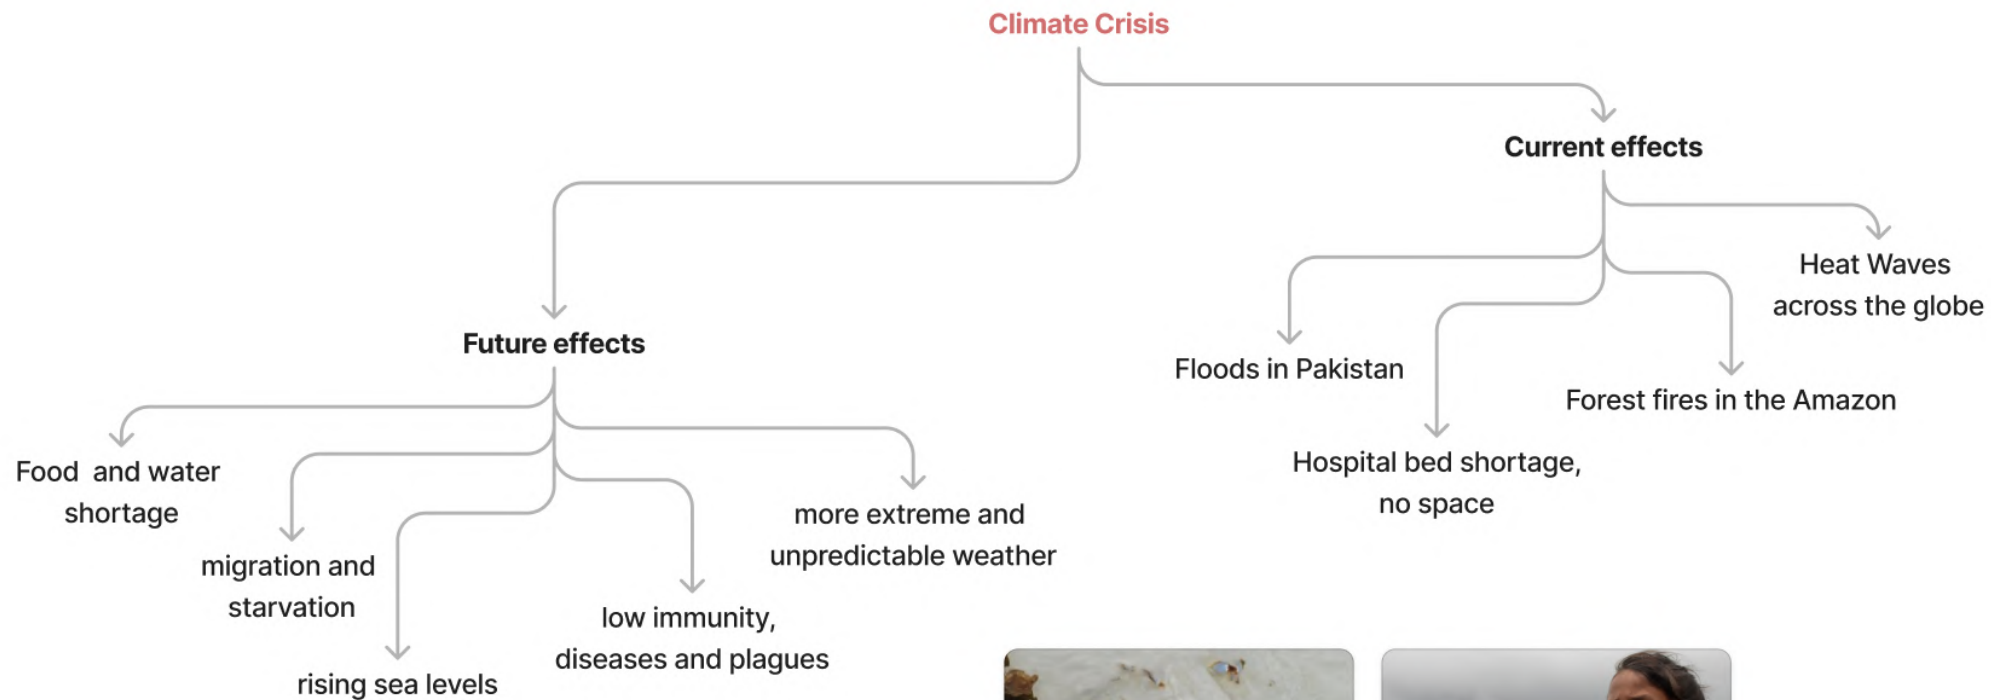 Climate Crisis
Current effects
Heat Waves
across the globe
Floods in Pakistan
Forest fires in the Amazon
Hospital bed shortage,
no space
Future effects
Food  and water
shortage
migration and
starvation
rising sea levels
low immunity,
diseases and plagues
more extreme and
unpredictable weather